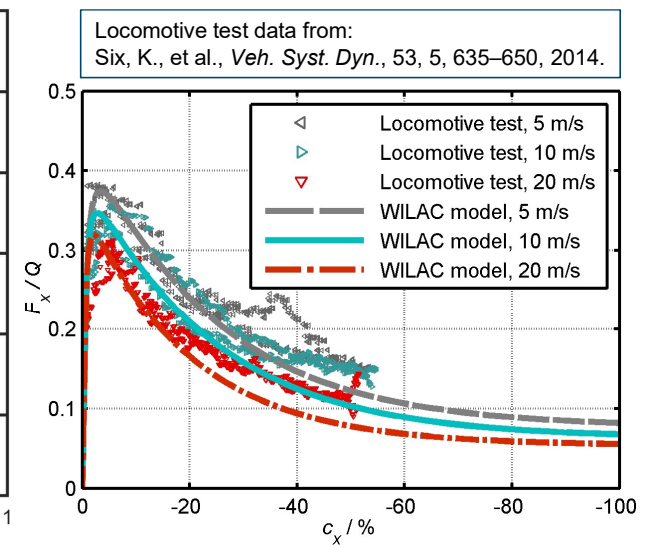 Locomotive test data from:
Six, K., et al., Veh. Syst. Dyn., 53, 5, 635–650, 2014.
0.5
0.4
0.3
0.2
0.1
0
F_x / Q
Locomotive test, 5 m/s
Locomotive test, 10 m/s
Locomotive test, 20 m/s
WILAC model, 5 m/s
WILAC model, 10 m/s
WILAC model, 20 m/s
0 -20 -40 -60 -80 -100
c_x / %
1